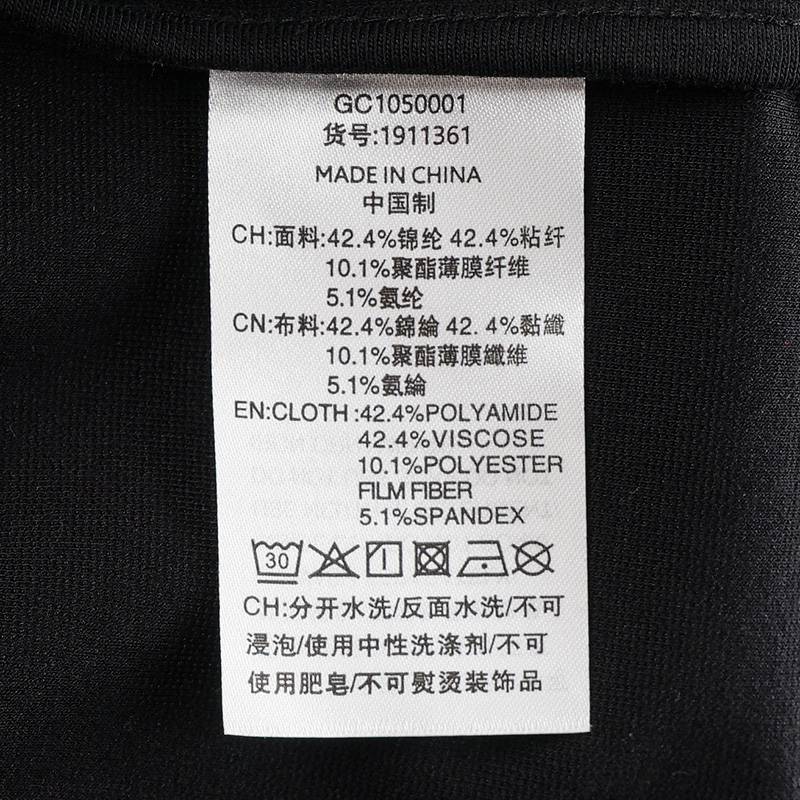 GC1050001
货号:1911361
MADE IN CHINA
中国制
CH:面料:42.4%锦纶 42.4%粘纤
10.1%聚酯薄膜纤维
5.1%氨纶
CN:布料:42.4%錦綸 42. 4%黏纖
10.1%聚酯薄膜纖維
5.1%氨綸
EN:CLOTH:42.4%POLYAMIDE
42.4%VISCOSE
10.1%POLYESTER
FILM FIBER
5.1%SPANDEX
30
CH:分开水洗/反面水洗/不可
浸泡/使用中性洗涤剂/不可
使用肥皂/不可熨烫装饰品